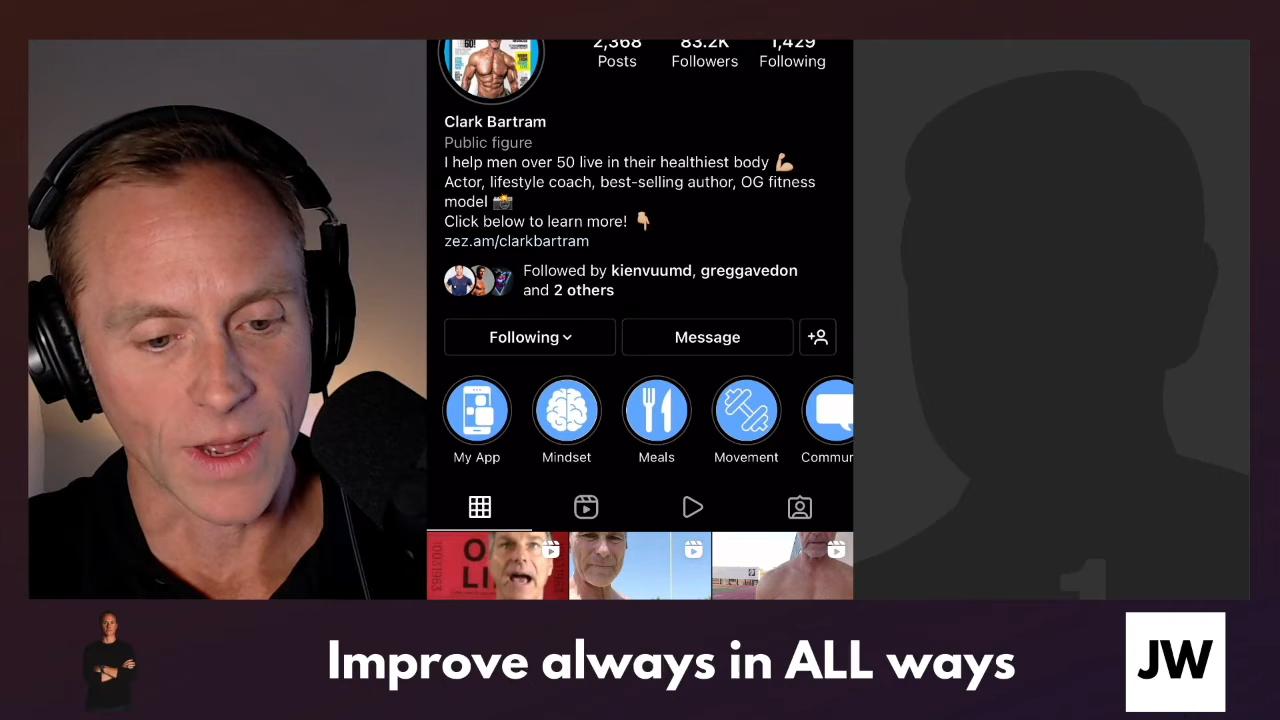 2,368 83.2K 1,429
Posts Followers Following
Clark Bartram
Public figure
I help men over 50 live in their healthiest body 💪🏼
Actor, lifestyle coach, best-selling author, OG fitness
model 📸
Click below to learn more! 👇🏼
zez.am/clarkbartram
Followed by kienvuumd, greggavedon
and 2 others
Following Message
My App Mindset Meals Movement Commun
1
Improve always in ALL ways
JW